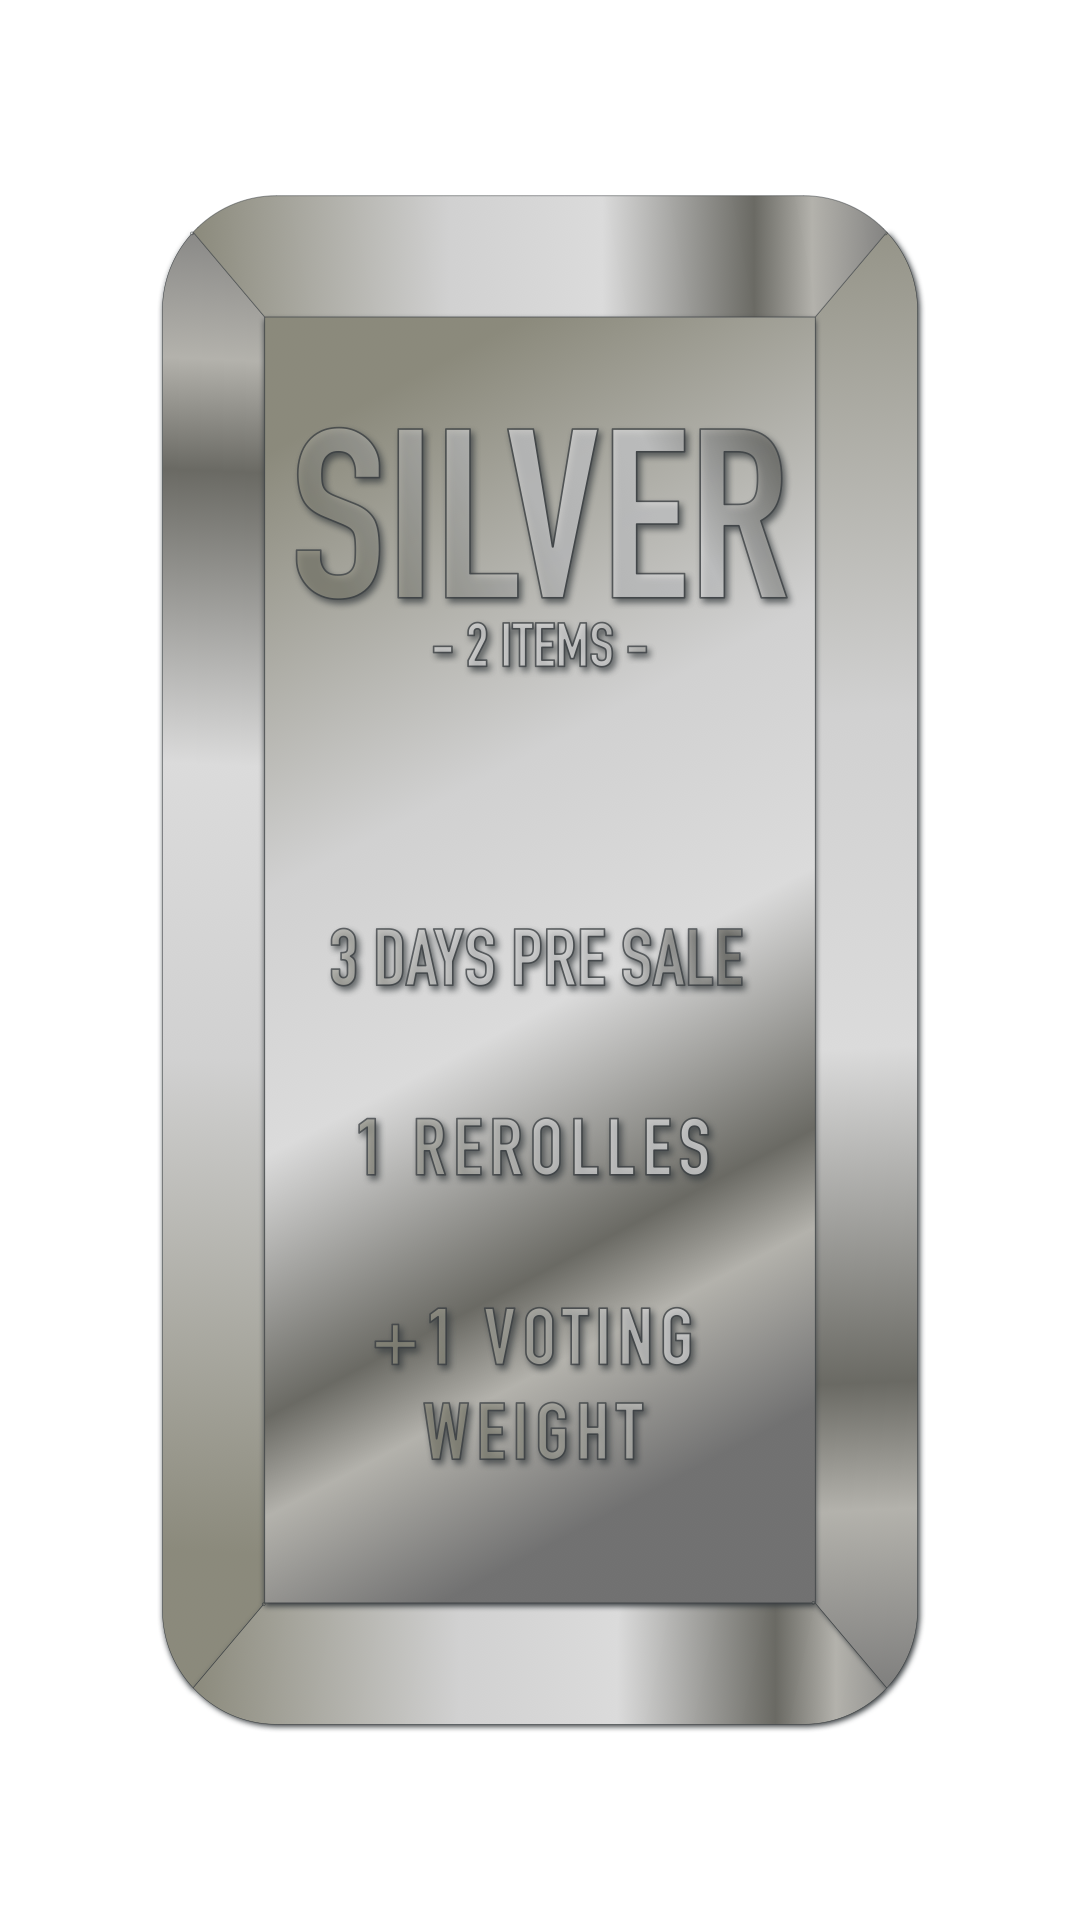 SILVER
- 2 ITEMS -
3 DAYS PRE SALE
1 REROLLES
+1 VOTING
WEIGHT